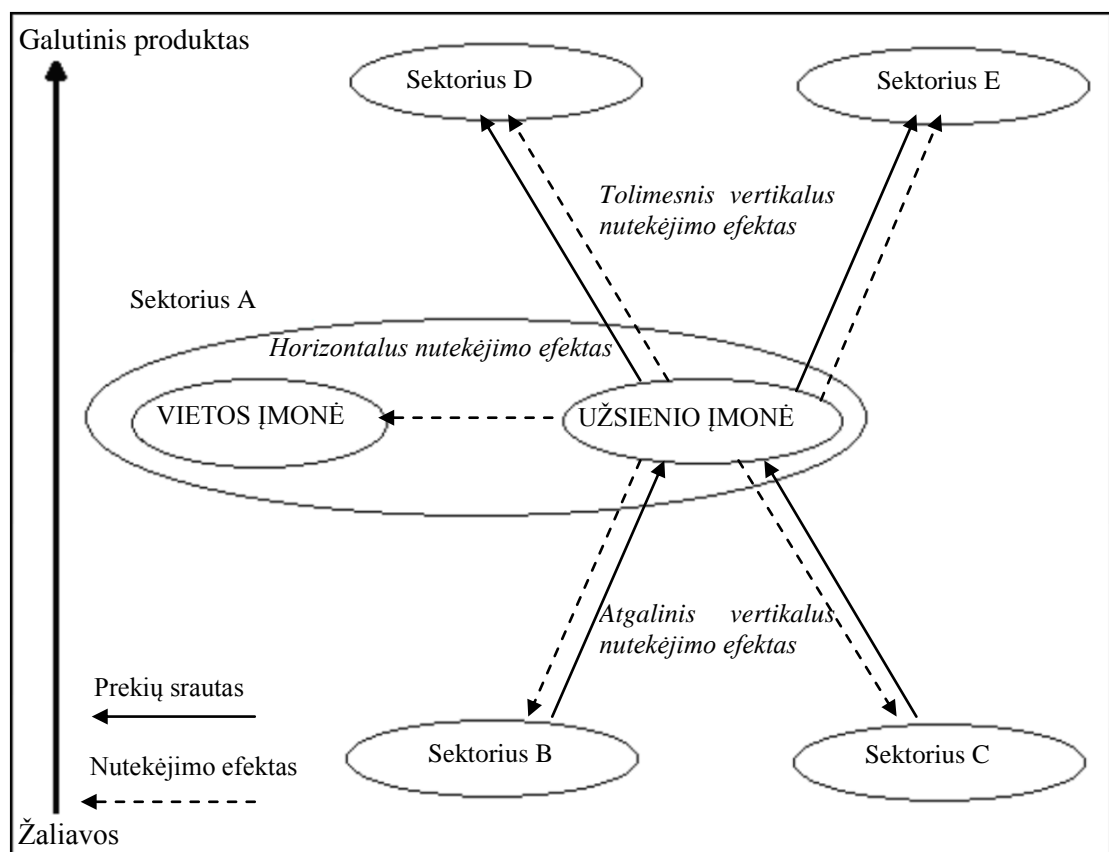 Galutinis produktas
Sektorius D
Sektorius E
Tolimesnis vertikalus
nutekėjimo efektas
Sektorius A
Horizontalus nutekėjimo efektas
VIETOS ĮMONĖ
UŽSIENIO ĮMONĖ
Atgalinis vertikalus
nutekėjimo efektas
Prekių srautas
Sektorius B
Sektorius C
Nutekėjimo efektas
Žaliavos